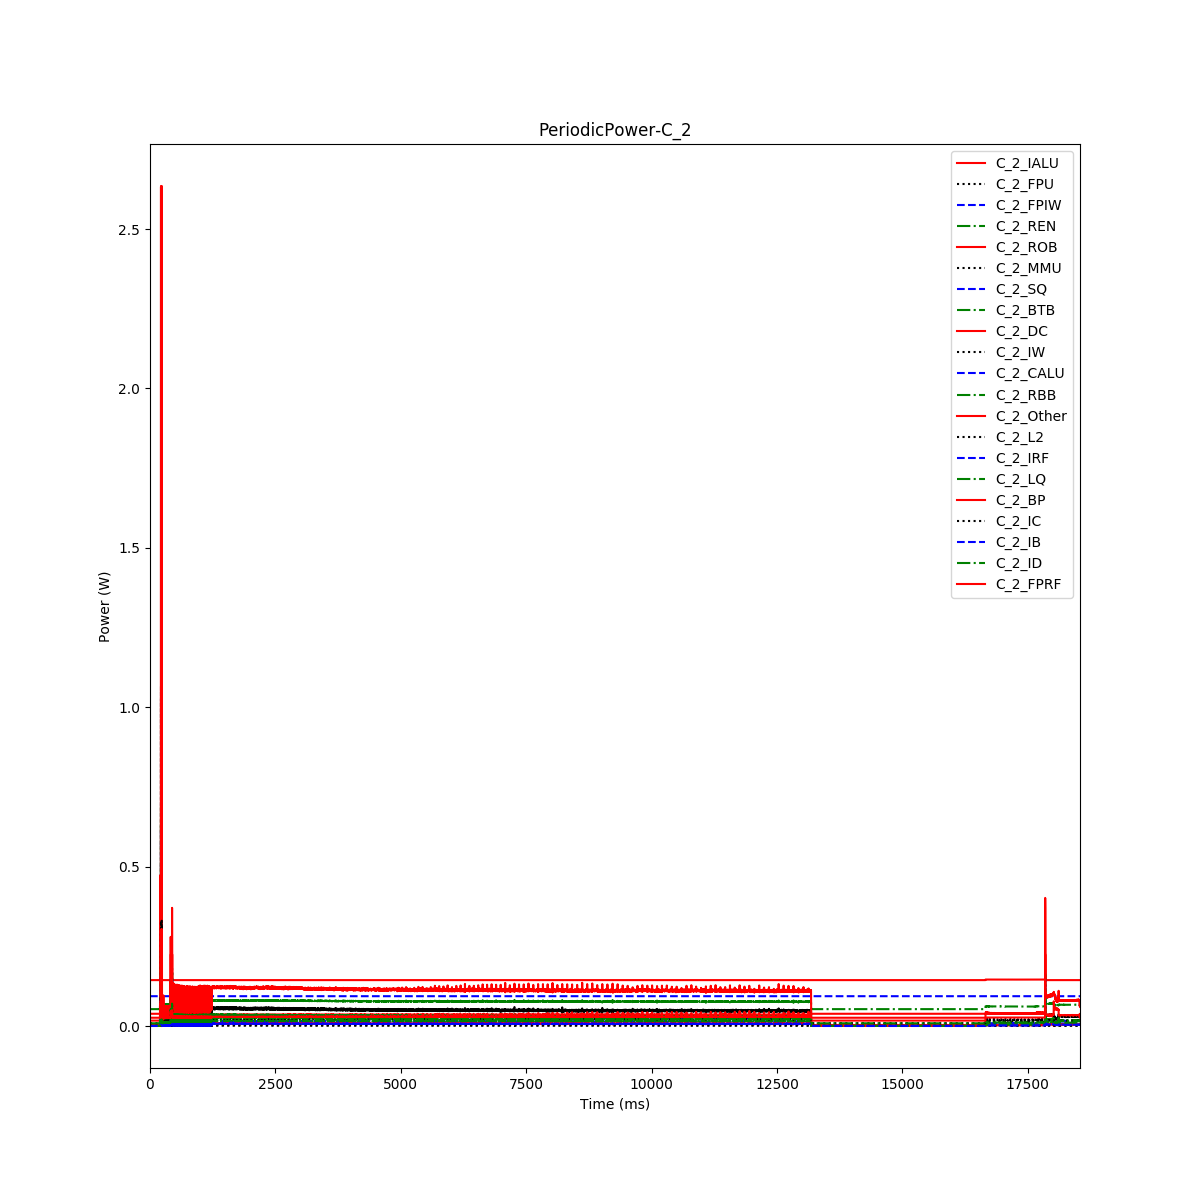 PeriodicPower-C_2
C_2_IALU
C_2_FPU
C_2_FPIW
C_2_REN
C_2_ROB
C_2_MMU
C_2_SQ
C_2_BTB
C_2_DC
C_2_IW
C_2_CALU
C_2_RBB
C_2_Other
C_2_L2
C_2_IRF
C_2_LQ
C_2_BP
C_2_IC
C_2_IB
C_2_ID
C_2_FPRF
2.5
2.0
1.5
1.0
0.5
0.0
Power (W)
0 2500 5000 7500 10000 12500 15000 17500
Time (ms)